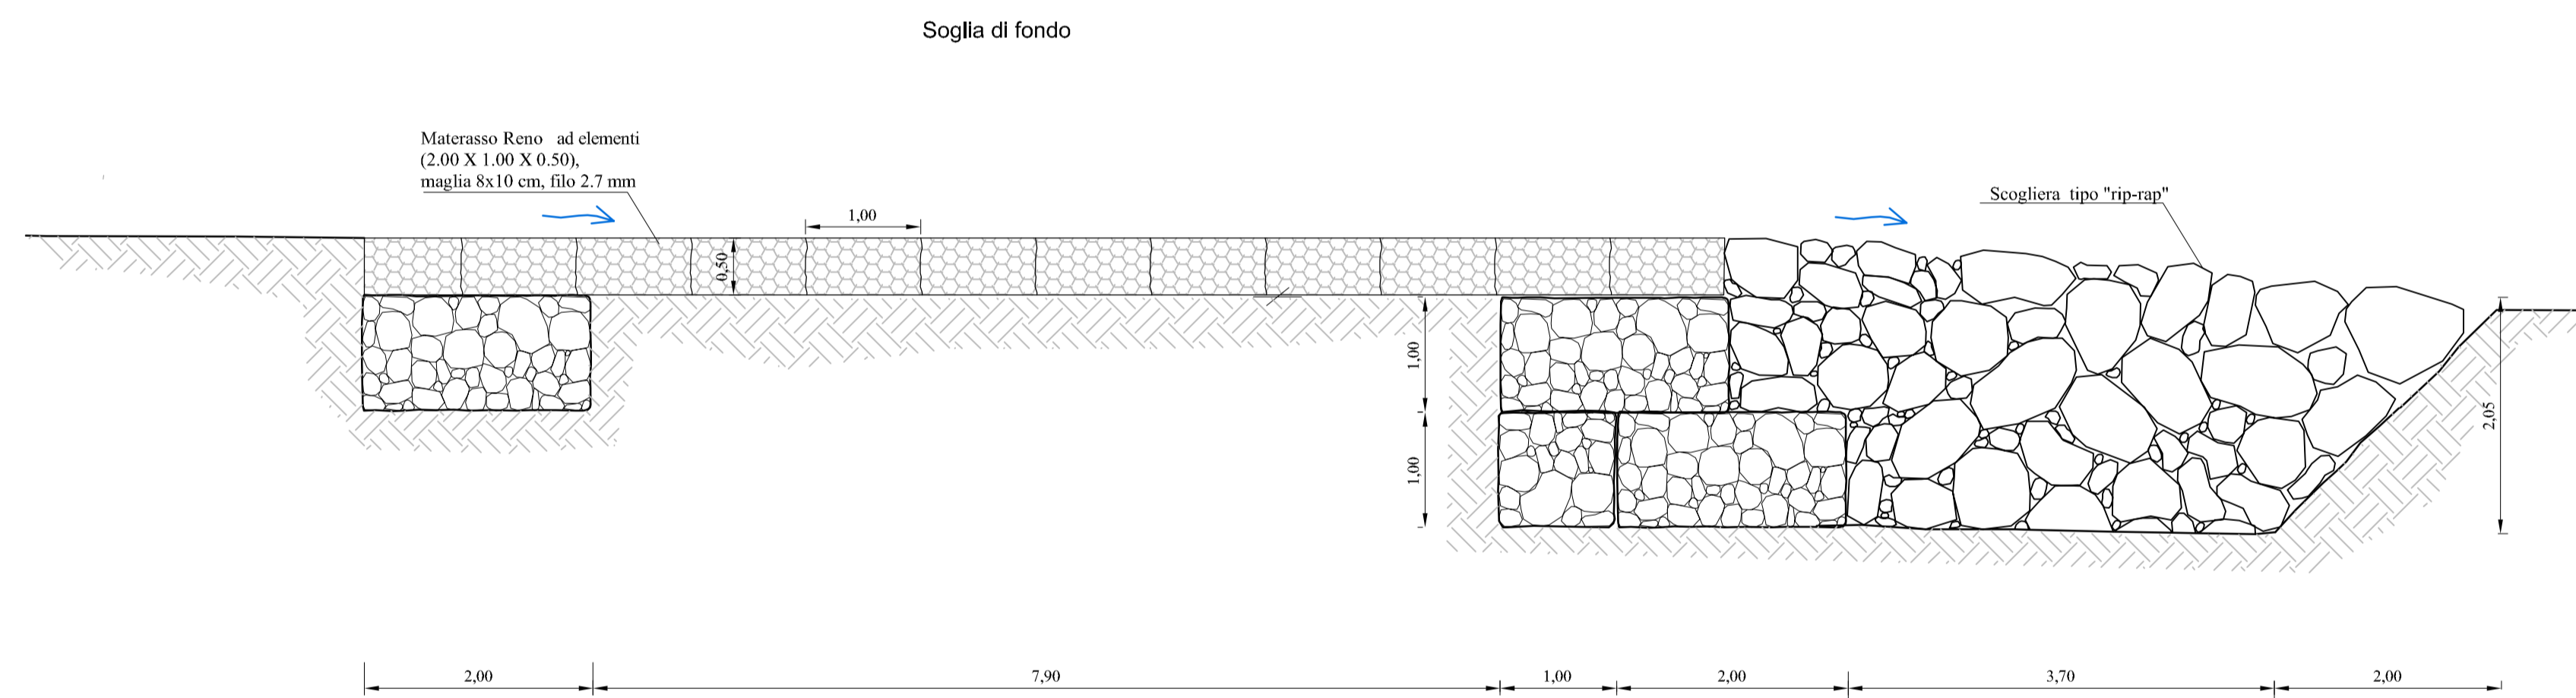 Soglia di fondo
Materasso Reno ad elementi
(2.00 X 1.00 X 0.50),
maglia 8x10 cm, filo 2.7 mm
Scogliera tipo "rip-rap"
1,00
0,50
1,00
1,00
2,05
2,00 7,90 1,00 2,00 3,70 2,00